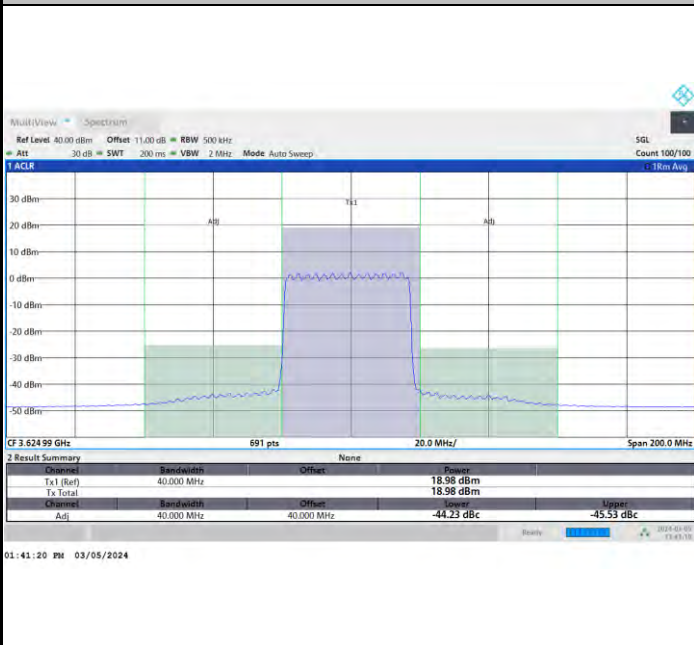 MultiView Spectrum
Ref Level 40.00 dBm Offset 11.00 dB RBW 500 kHz SGL
Att 30 dB SWT 200 ms VBW 2 MHz Mode Auto Sweep Count 100/100
1 ACLR 1Rm Avg
Tx1
Adj Adj
30 dBm
20 dBm
10 dBm
0 dBm
-10 dBm
-20 dBm
-30 dBm
-40 dBm
-50 dBm
CF 3.624 99 GHz 691 pts 20.0 MHz/ Span 200.0 MHz
2 Result Summary None
Channel Bandwidth Offset Power
Tx1 (Ref) 40.000 MHz 18.98 dBm
Tx Total 18.98 dBm
Channel Bandwidth Offset Lower Upper
Adj 40.000 MHz 40.000 MHz -44.23 dBc -45.53 dBc
Ready
01:41:20 PM 03/05/2024